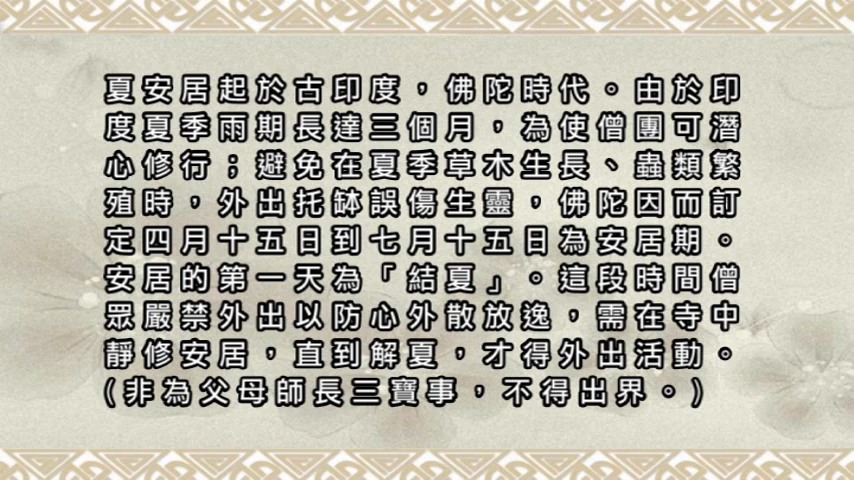 夏安居起於古印度，佛陀時代。由於印
度夏季雨期長達三個月，為使僧團可潛
心修行；避免在夏季草木生長、蟲類繁
殖時，外出托缽誤傷生靈，佛陀因而訂
定四月十五日到七月十五日為安居期。
安居的第一天為「結夏」。這段時間僧
眾嚴禁外出以防心外散放逸，需在寺中
靜修安居，直到解夏，才得外出活動。
(非為父母師長三寶事，不得出界。)